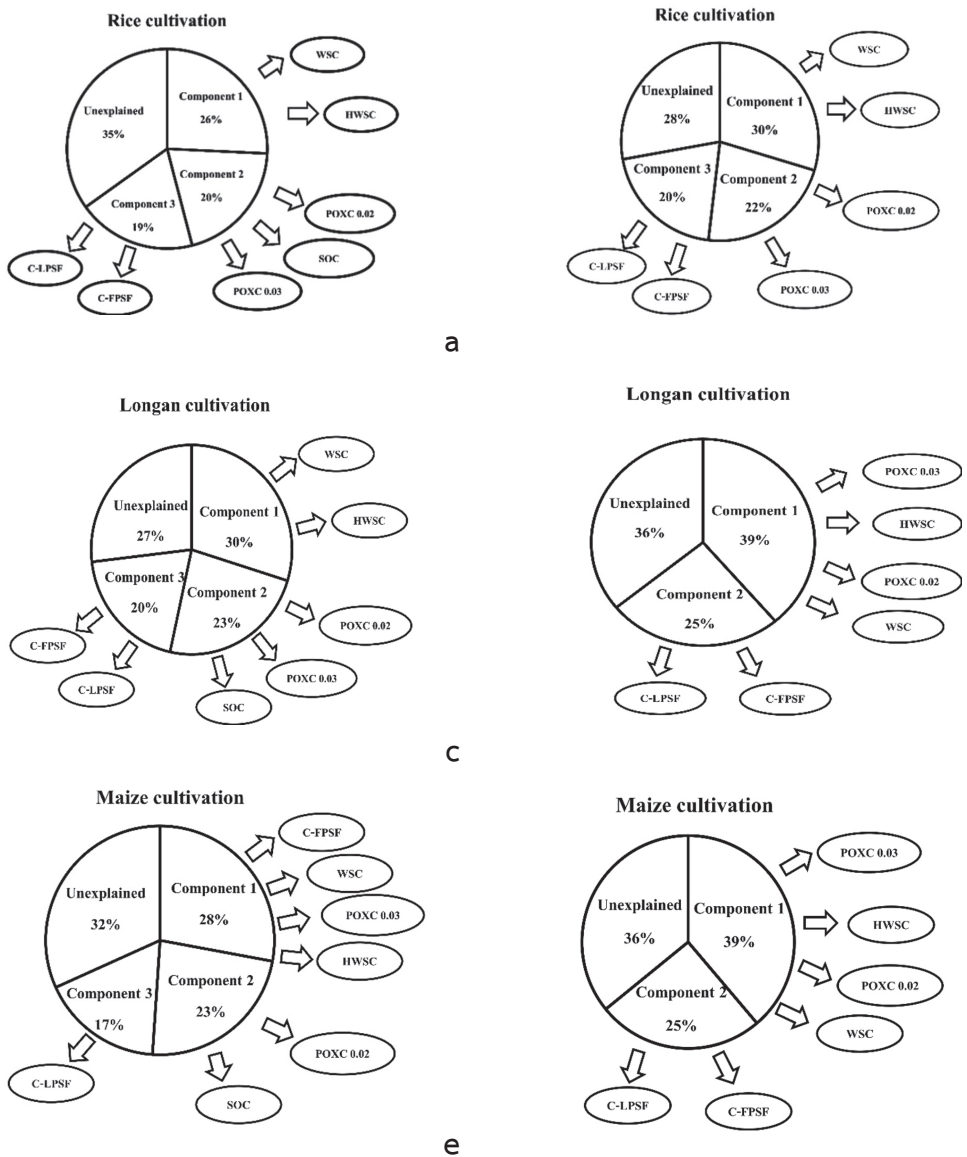 Rice cultivation
WSC
Unexplained
35%
Component 1
26%
HWSC
Component 2
20%
Component 3
19%
POXC 0.02
SOC
POXC 0.03
C-LPSF
C-FPSF
Rice cultivation
WSC
Unexplained
28%
Component 1
30%
HWSC
Component 3
20%
Component 2
22%
POXC 0.02
C-LPSF
C-FPSF
POXC 0.03
a
Longan cultivation
WSC
Unexplained
27%
Component 1
30%
HWSC
Component 3
20%
Component 2
23%
POXC 0.02
C-FPSF
C-LPSF
POXC 0.03
SOC
Longan cultivation
POXC 0.03
Unexplained
36%
Component 1
39%
HWSC
POXC 0.02
Component 2
25%
WSC
C-LPSF
C-FPSF
c
Maize cultivation
C-FPSF
WSC
Unexplained
32%
Component 1
28%
POXC 0.03
HWSC
Component 3
17%
Component 2
23%
POXC 0.02
C-LPSF
SOC
Maize cultivation
POXC 0.03
Unexplained
36%
Component 1
39%
HWSC
POXC 0.02
Component 2
25%
WSC
C-LPSF
C-FPSF
e